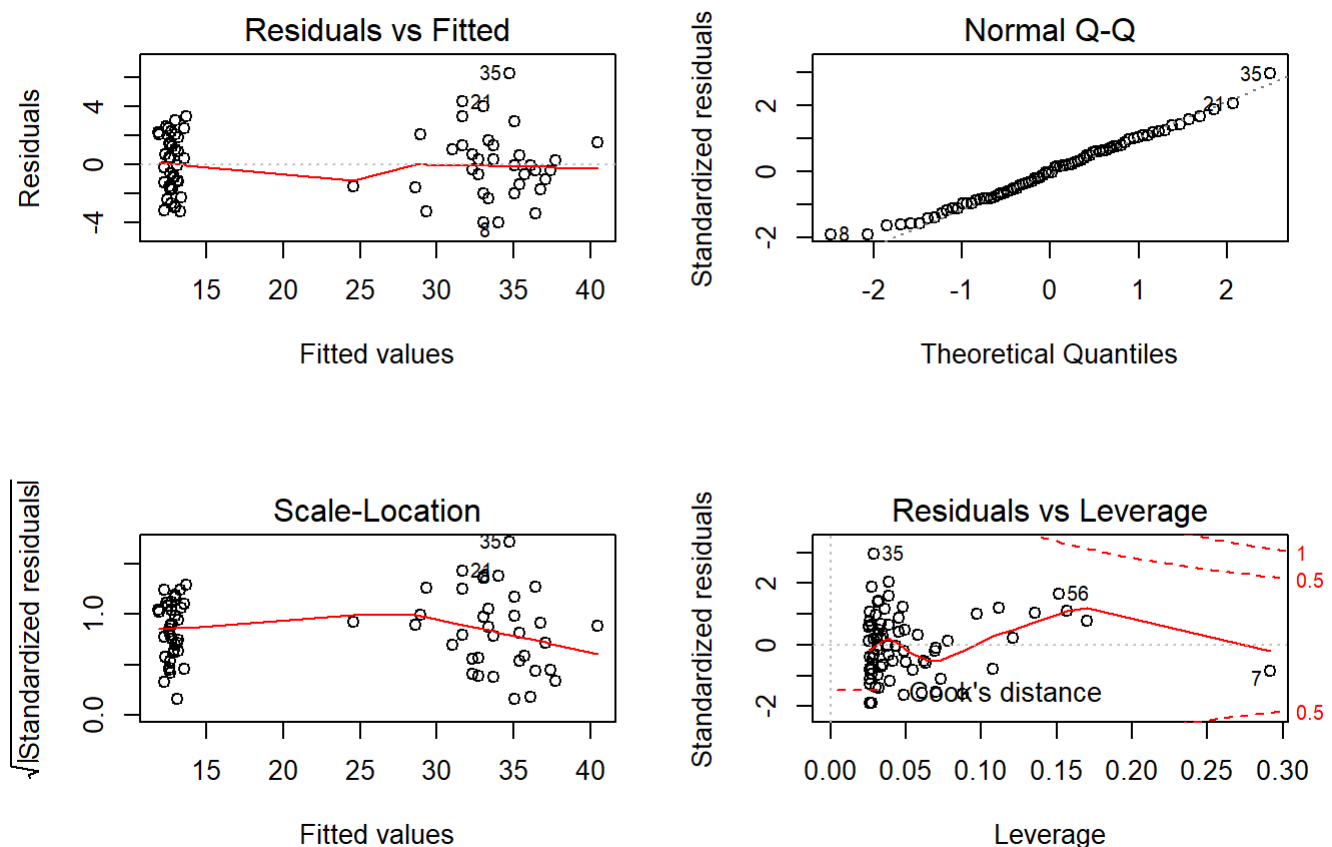 Residuals vs Fitted
Residuals
4
0
-4
35
21
8
15 20 25 30 35 40
Fitted values
Normal Q-Q
Standardized residuals
2
0
-2
35
21
8
-2 -1 0 1 2
Theoretical Quantiles
Scale-Location
√|Standardized residuals|
1.0
0.0
35
21
15 20 25 30 35 40
Fitted values
Residuals vs Leverage
Standardized residuals
2
0
-2
35
56
7
1
0.5
0.5
Cook's distance
0.00 0.05 0.10 0.15 0.20 0.25 0.30
Leverage